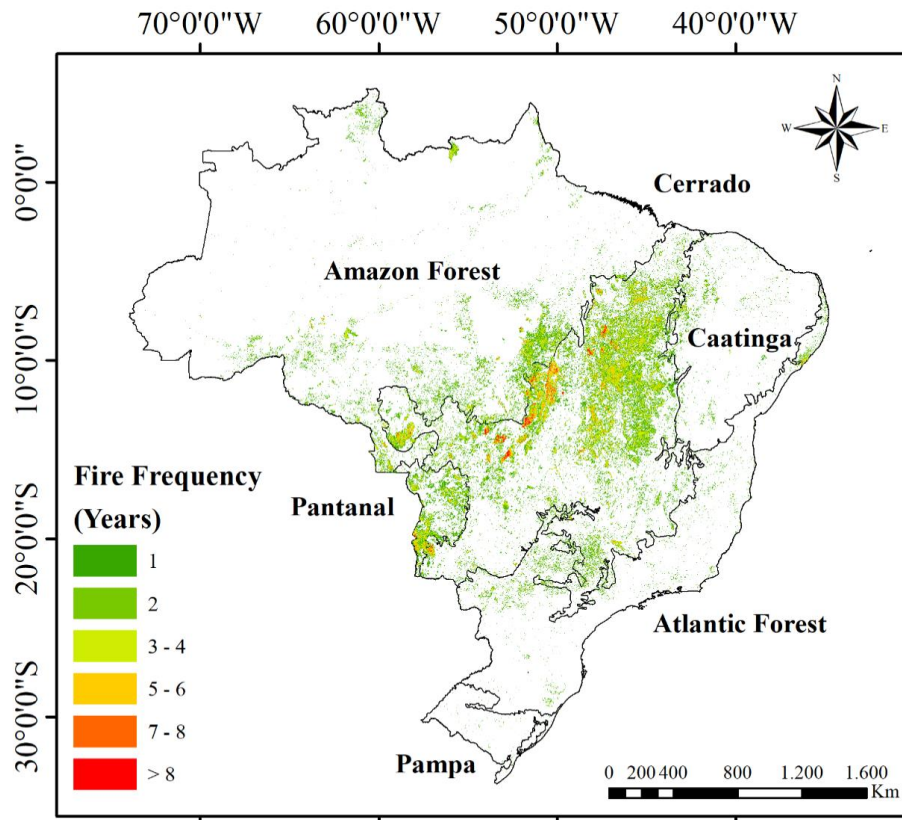 70°0'0"W 60°0'0"W 50°0'0"W 40°0'0"W
N
W E
S
0°0'0"
Cerrado
Amazon Forest
10°0'0"S
Caatinga
Fire Frequency
(Years)
Pantanal
20°0'0"S
1
2
3 - 4
5 - 6
7 - 8
> 8
Atlantic Forest
30°0'0"S
Pampa
0 200 400 800 1.200 1.600
Km